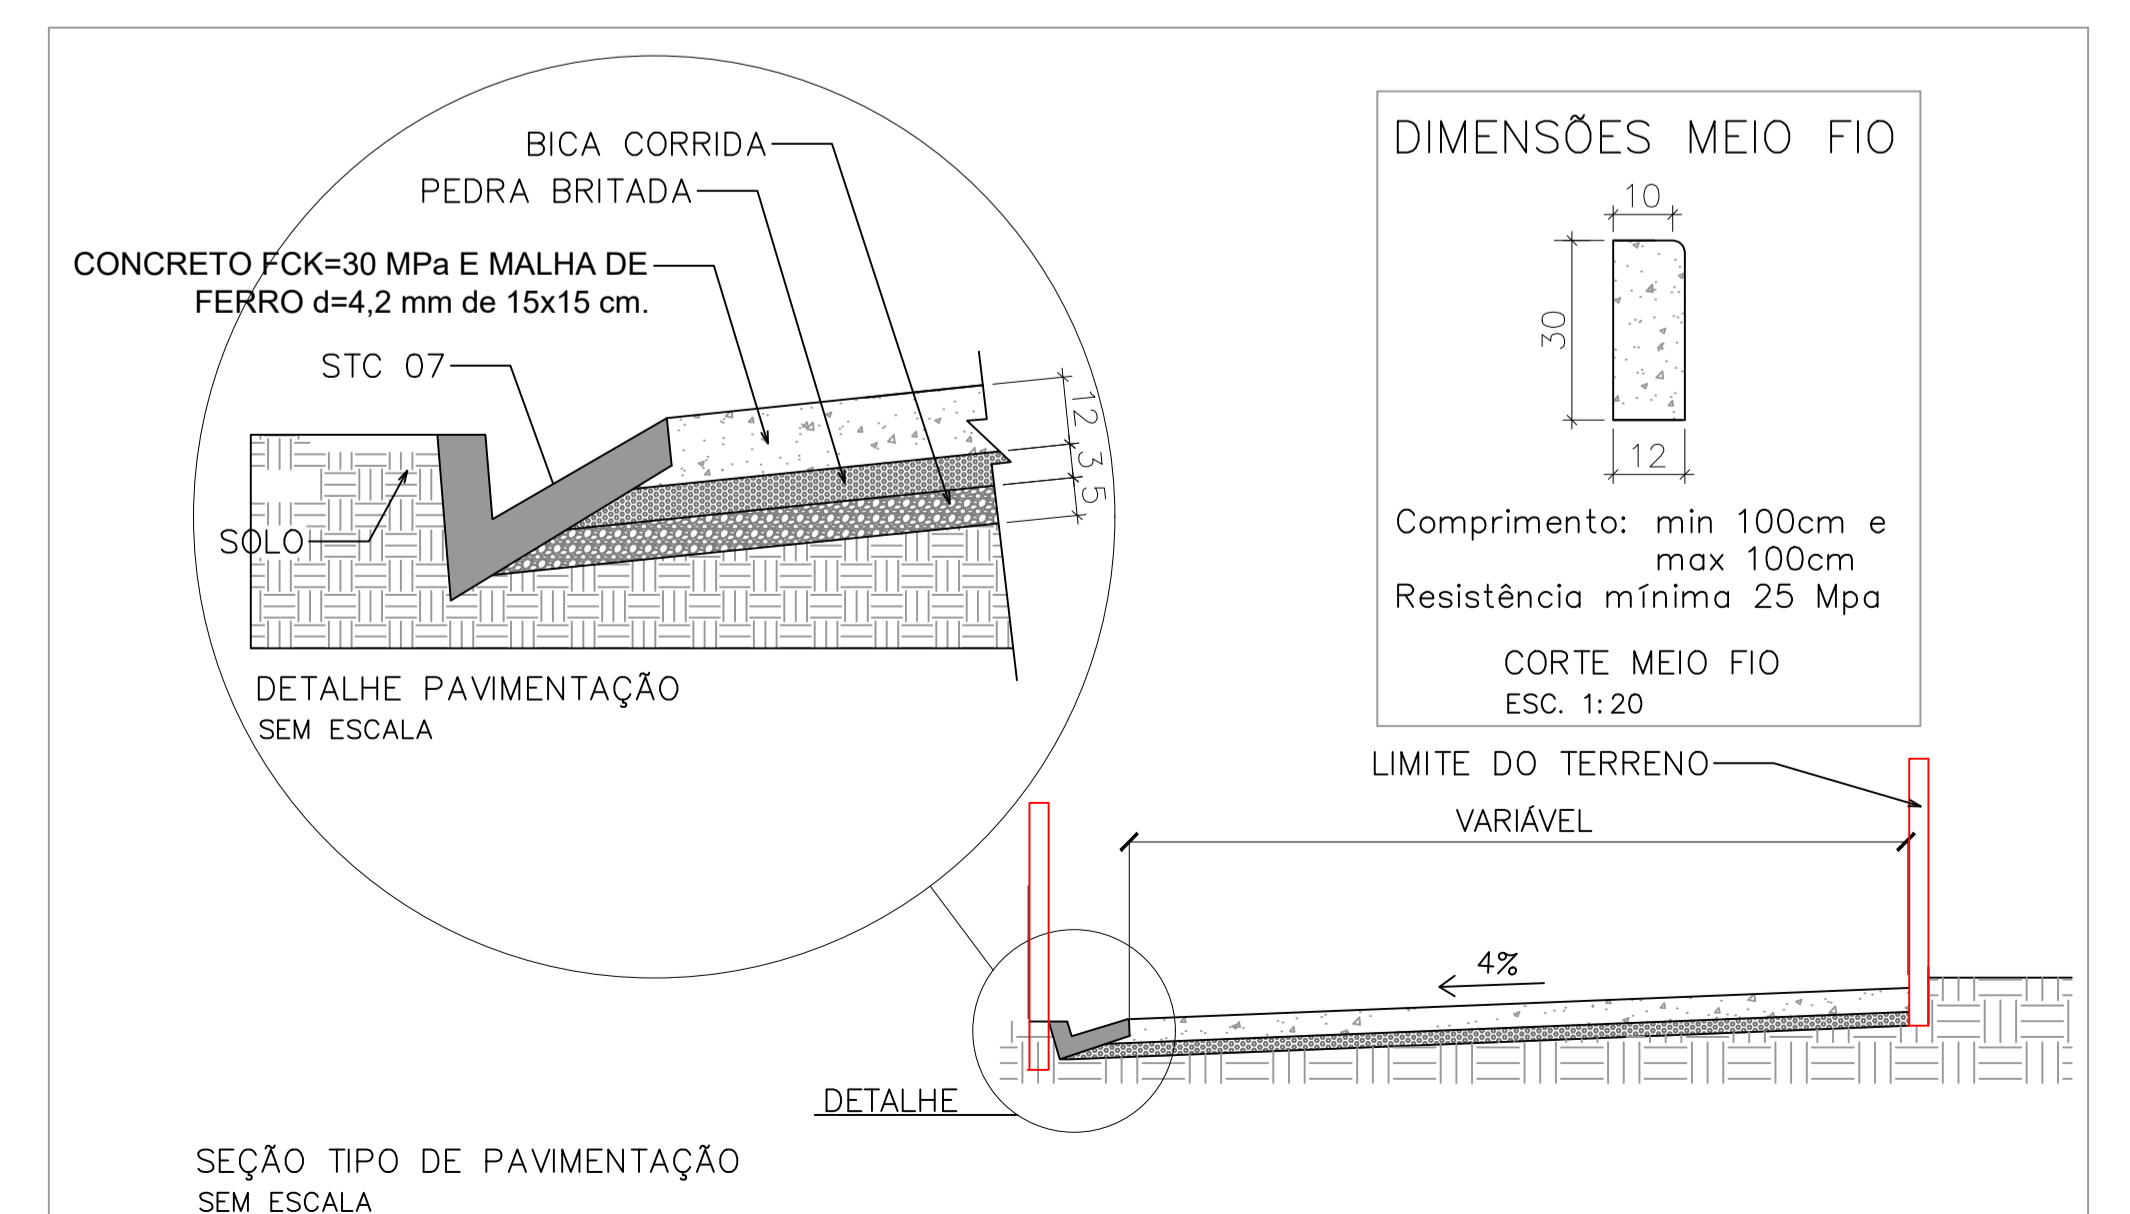 BICA CORRIDA
PEDRA BRITADA
CONCRETO FCK=30 MPa E MALHA DE
FERRO d=4,2 mm de 15x15 cm.
STC 07
SOLO
12
3
5
DETALHE PAVIMENTAÇÃO
SEM ESCALA
DIMENSÕES MEIO FIO
10
30
12
Comprimento: min 100cm e
max 100cm
Resistência mínima 25 Mpa
CORTE MEIO FIO
ESC. 1:20
LIMITE DO TERRENO
VARIÁVEL
4%
DETALHE
SEÇÃO TIPO DE PAVIMENTAÇÃO
SEM ESCALA